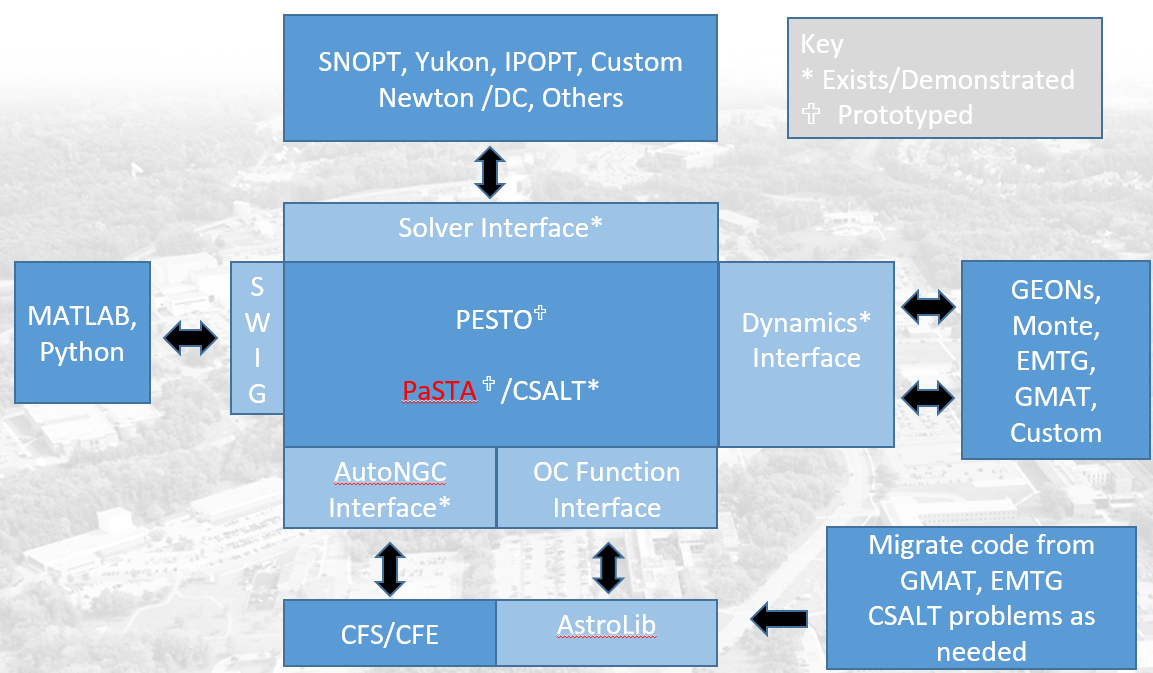 SNOPT, Yukon, IPOPT, Custom
Newton /DC, Others
Key
* Exists/Demonstrated
✞ Prototyped
Solver Interface*
MATLAB,
Python
S
W
I
G
PESTO✞
PaSTA ✞ /CSALT*
Dynamics*
Interface
GEONs,
Monte,
EMTG,
GMAT,
Custom
AutoNGC
Interface*
OC Function
Interface
CFS/CFE
AstroLib
Migrate code from
GMAT, EMTG
CSALT problems as
needed